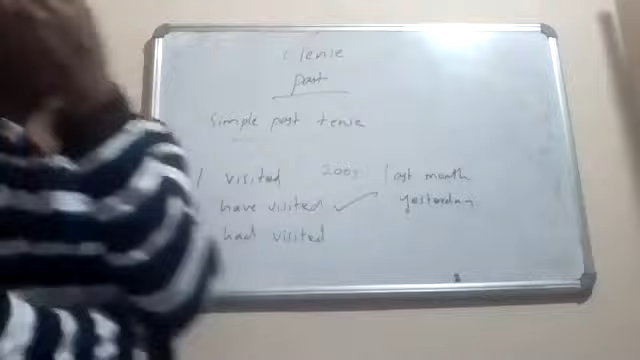 tense
past
Simple past tense
I visited 2005 last month
have visited ✓ yesterday
had visited